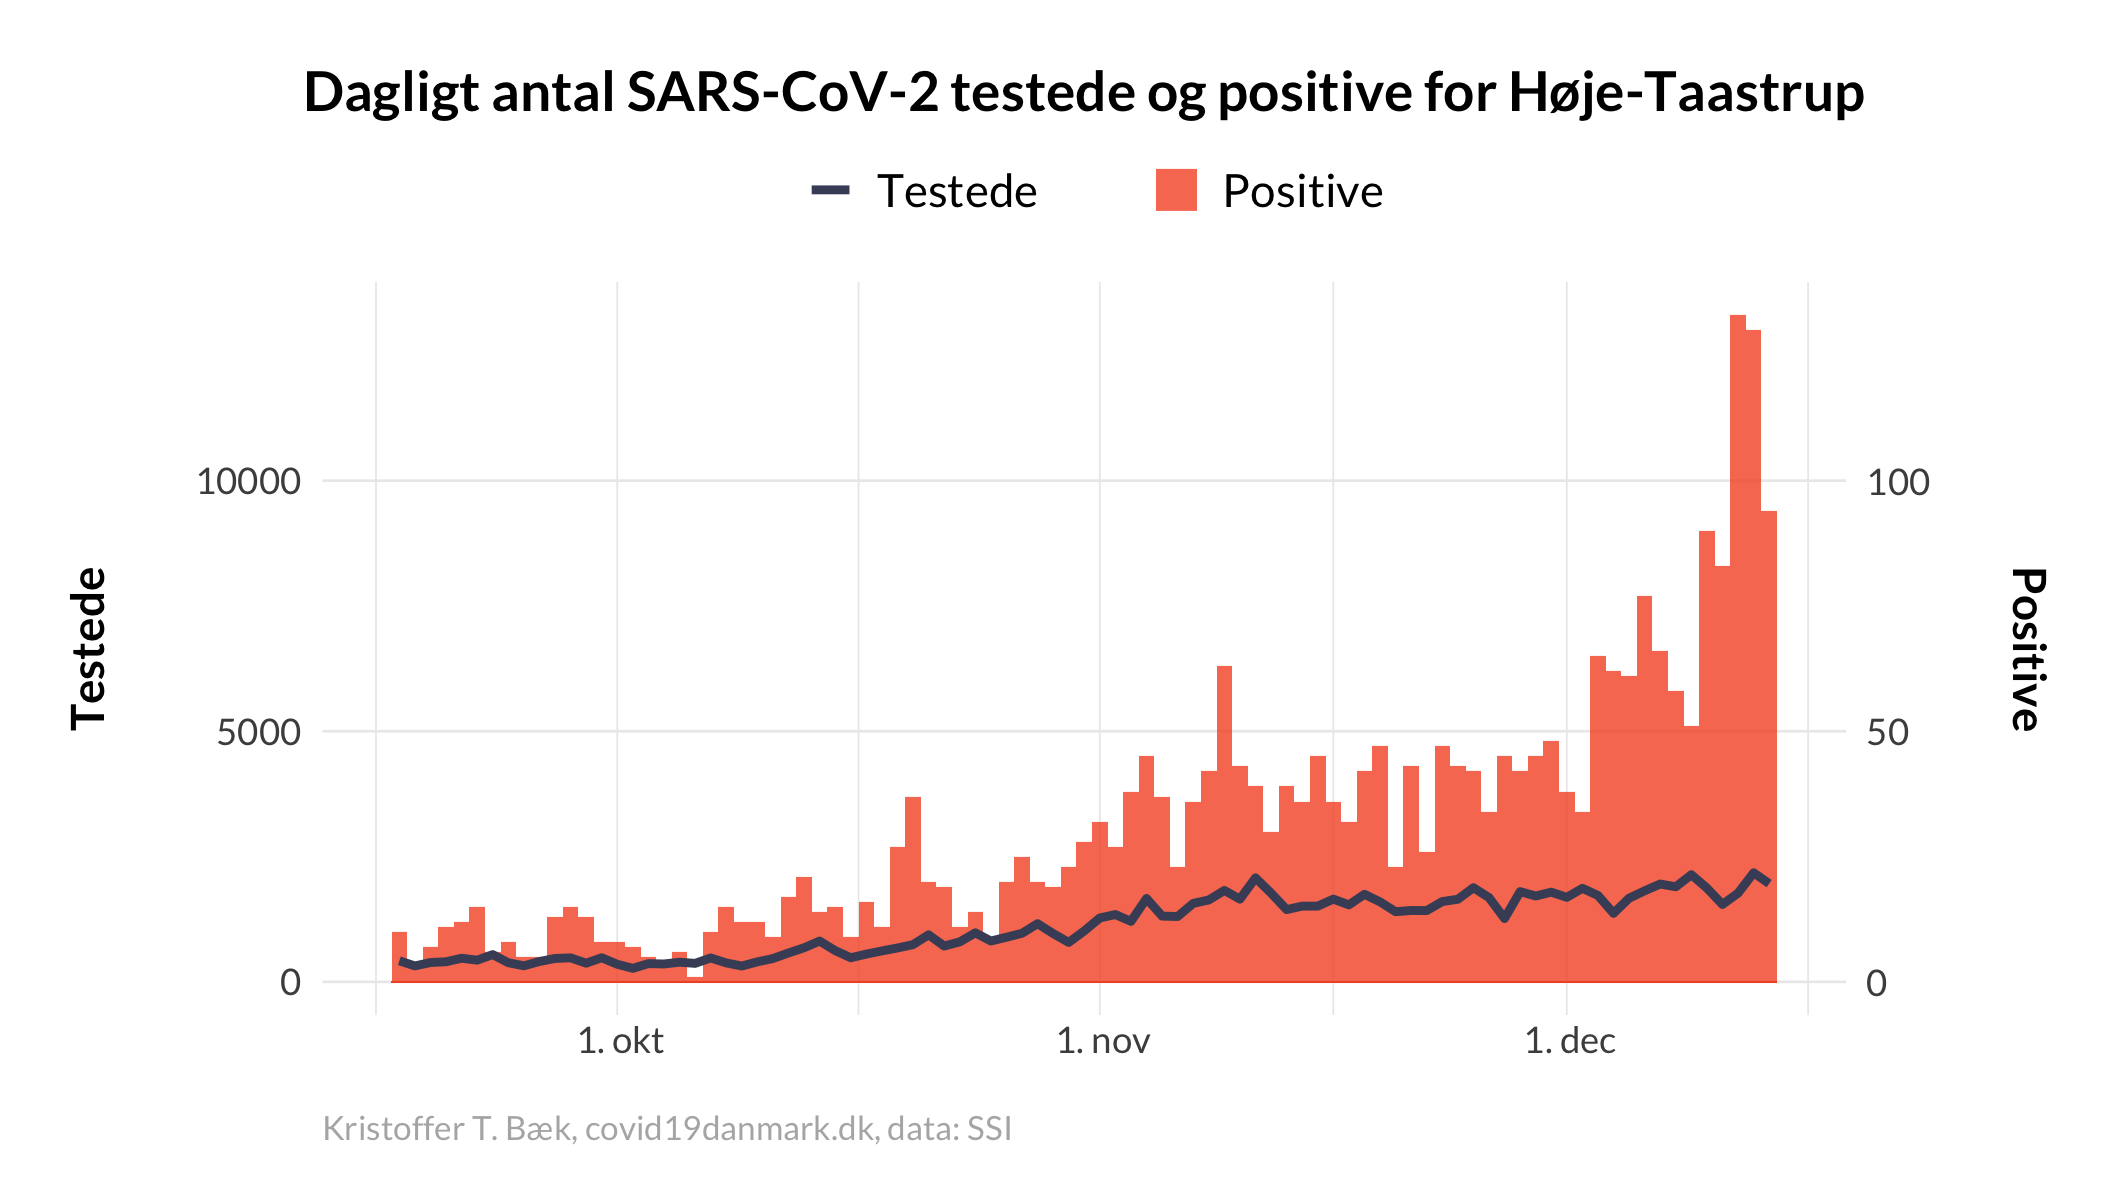 Dagligt antal SARS-CoV-2 testede og positive for Høje-Taastrup
Testede
Positive
10000
5000
0
Testede
100
50
0
Positive
1. okt
1. nov
1. dec
Kristoffer T. Bæk, covid19danmark.dk, data: SSI